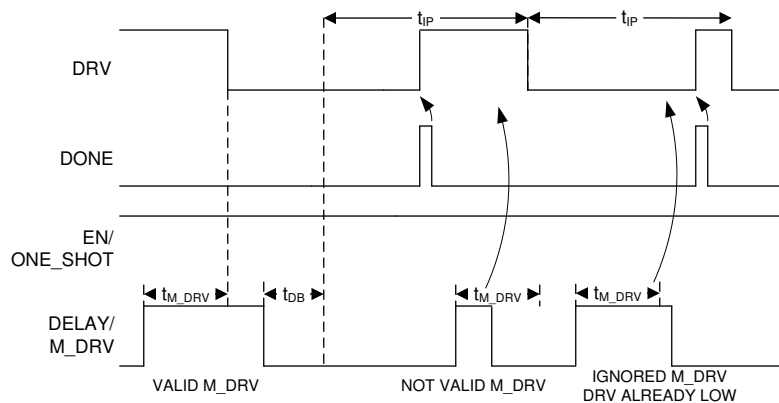 tIP
tIP
DRV
DONE
EN/
ONE_SHOT
tM_DRV
tDB
tM_DRV
tM_DRV
DELAY/
M_DRV
VALID M_DRV
NOT VALID M_DRV
IGNORED M_DRV
DRV ALREADY LOW